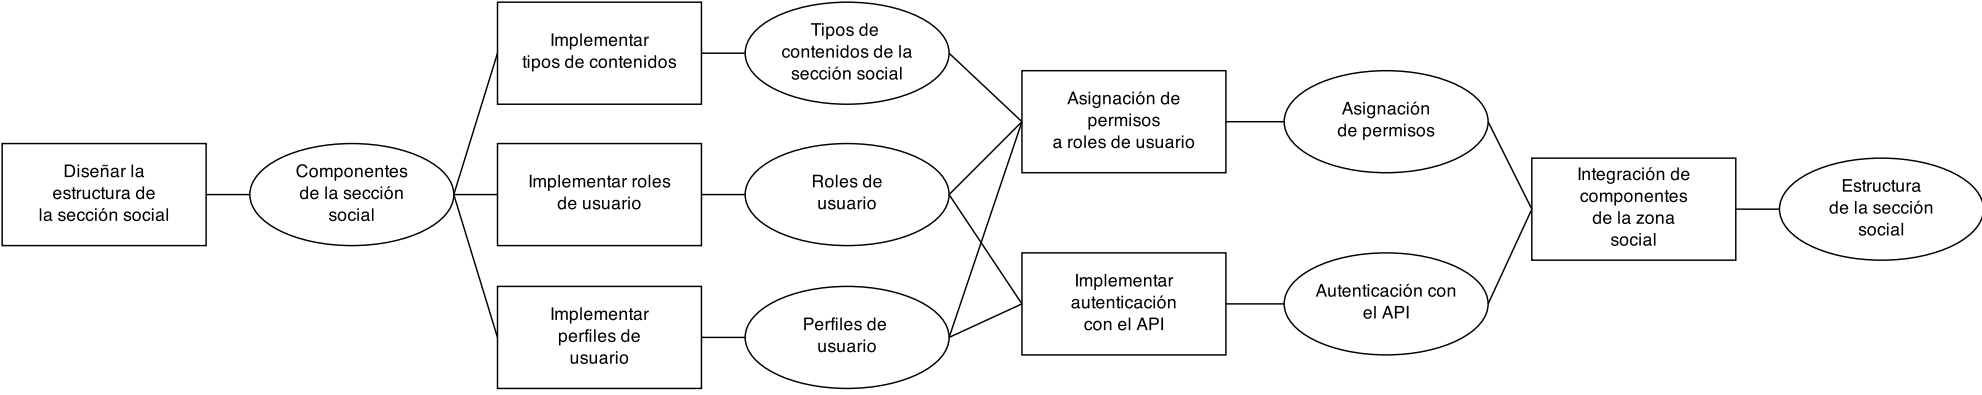 Diseñar la
estructura de
la sección social
Componentes
de la sección
social
Implementar
tipos de contenidos
Implementar roles
de usuario
Implementar
perfiles de
usuario
Tipos de
contenidos de la
sección social
Roles de
usuario
Perfiles de
usuario
Asignación de
permisos
a roles de usuario
Implementar
autenticación
con el API
Asignación
de permisos
Autenticación con
el API
Integración de
componentes
de la zona
social
Estructura
de la sección
social